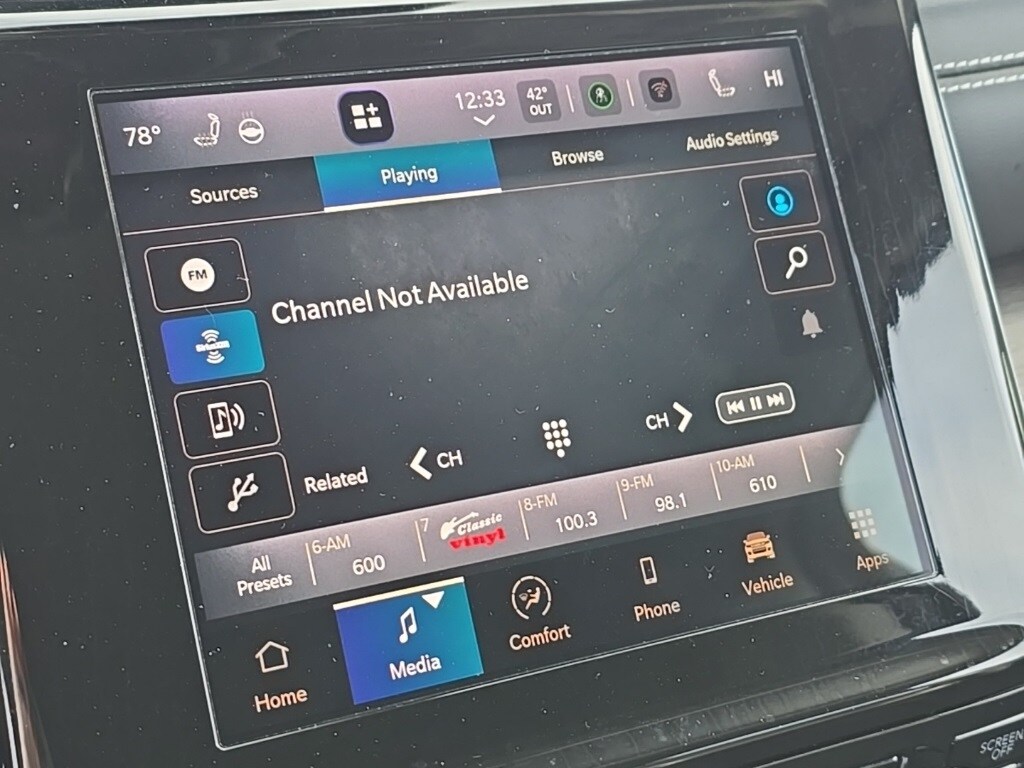 78°
12:33
42°
OUT
HI
Sources
Playing
Browse
Audio Settings
FM
SiriusXM
Channel Not Available
Related
CH
CH
All
Presets
6-AM
600
7
Classic
vinyl
8-FM
100.3
9-FM
98.1
10-AM
610
Home
Media
Comfort
Phone
Vehicle
Apps
SCREEN
OFF